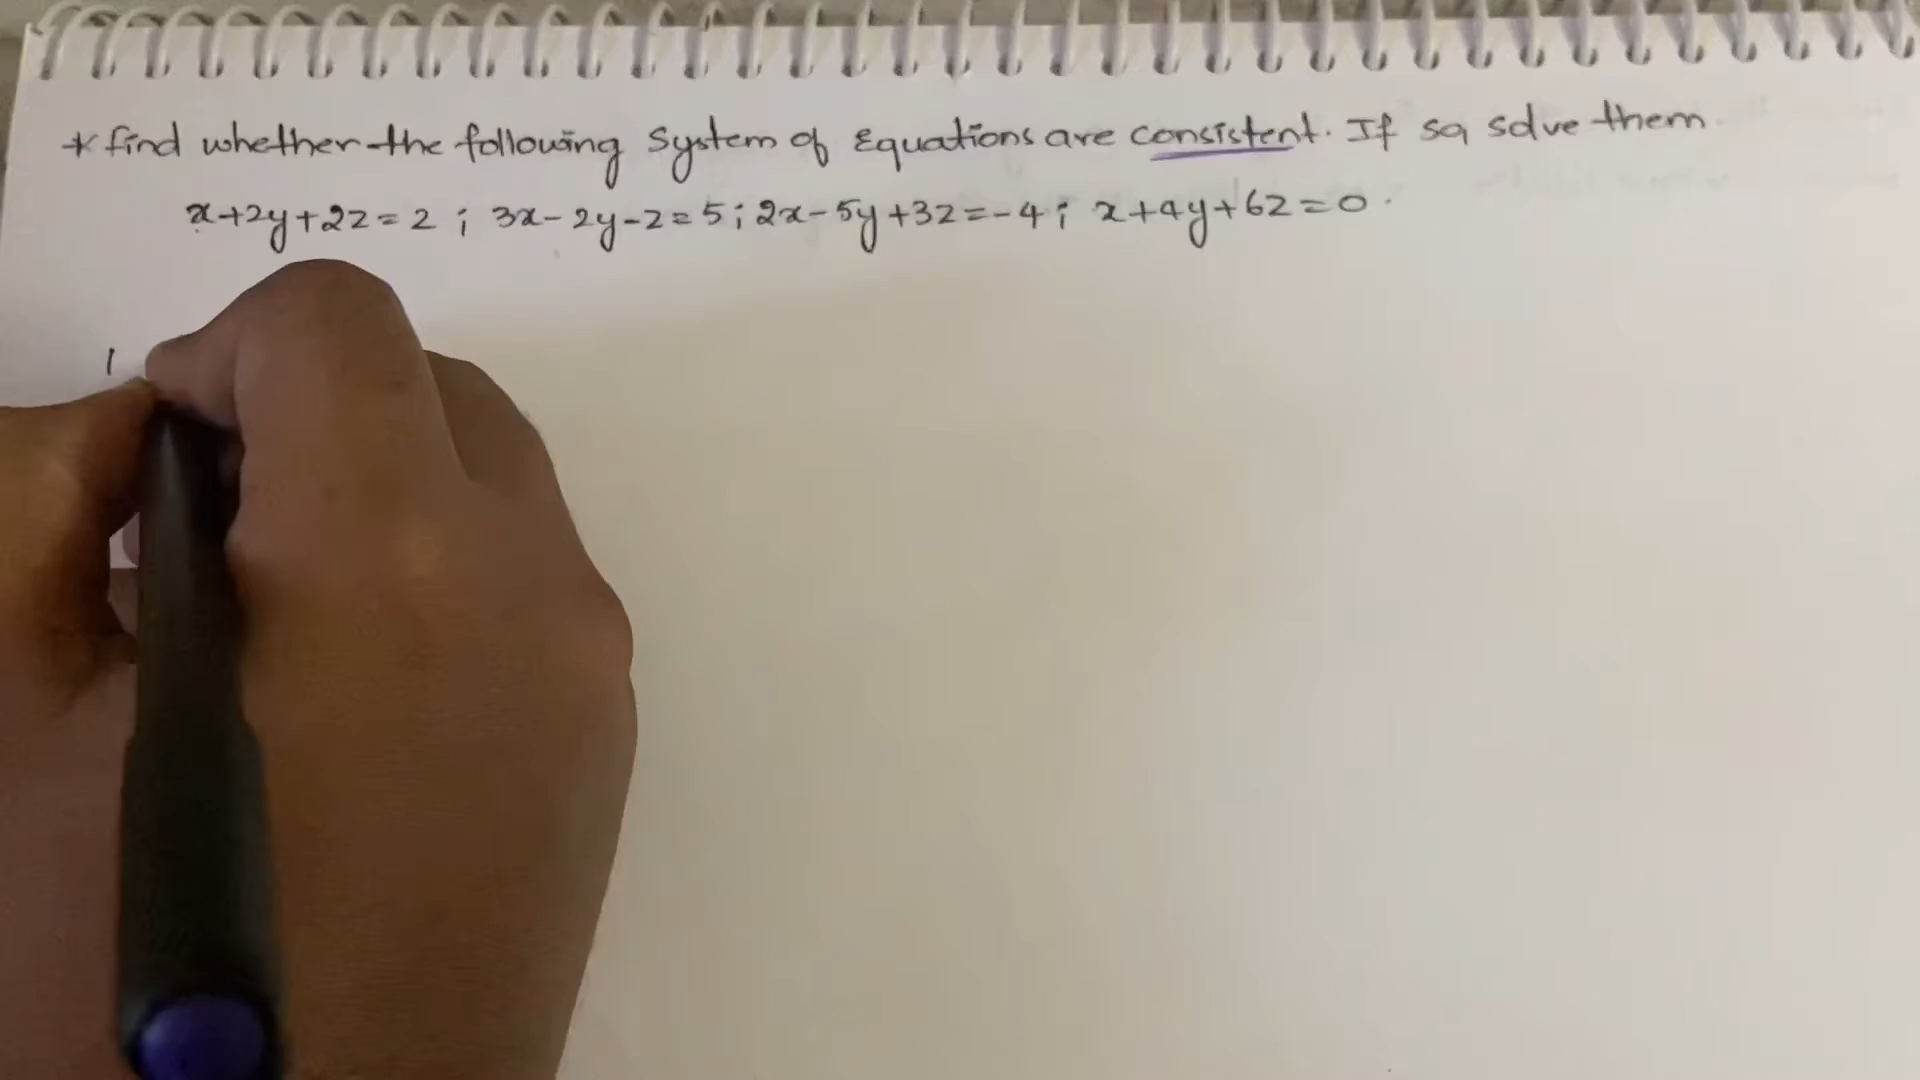 * find whether the following System of Equations are consistent. If so, solve them
x+2y+2z=2 ; 3x-2y-z=5 ; 2x-5y+3z=-4 ; x+4y+6z=0.
1